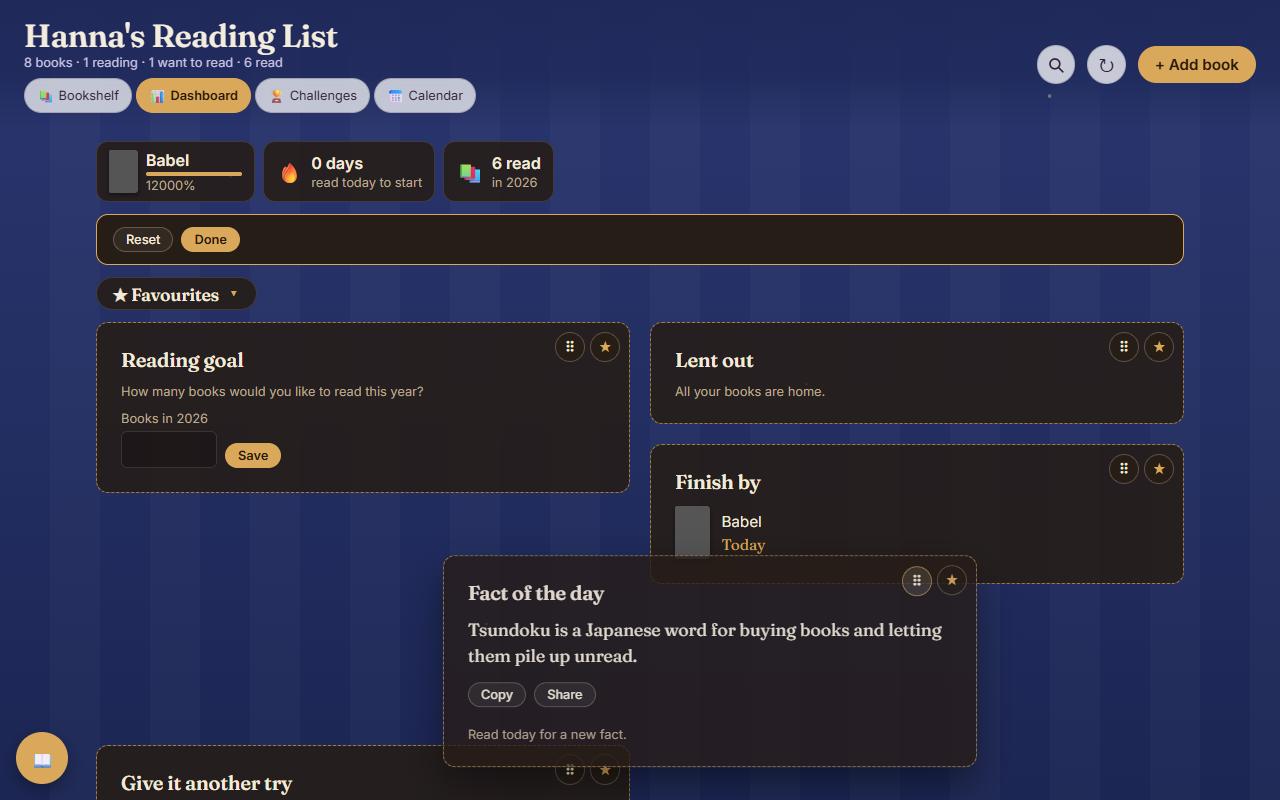 Hanna's Reading List
8 books · 1 reading · 1 want to read · 6 read
Bookshelf
Dashboard
Challenges
Calendar
+ Add book
Babel
12000%
0 days
read today to start
6 read
in 2026
Reset
Done
★ Favourites ▼
Reading goal
How many books would you like to read this year?
Books in 2026
Save
Lent out
All your books are home.
Finish by
Babel
Today
Fact of the day
Tsundoku is a Japanese word for buying books and letting
them pile up unread.
Copy
Share
Read today for a new fact.
Give it another try